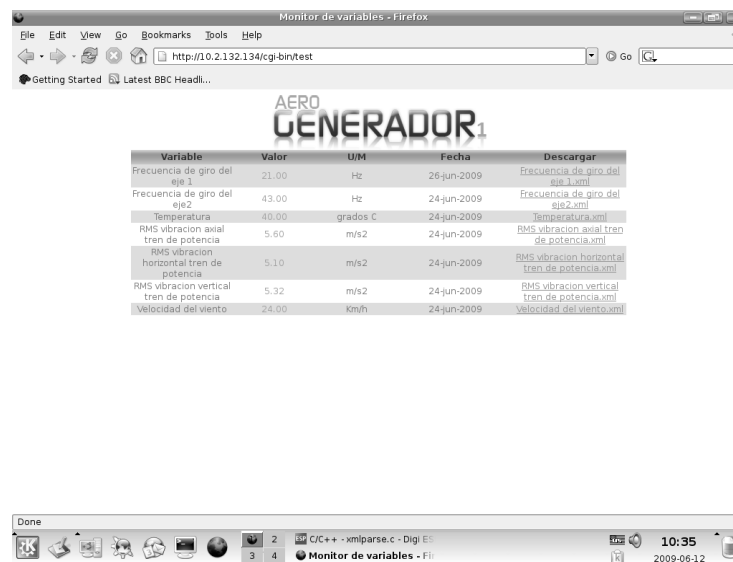 Monitor de variables - Firefox
File Edit View Go Bookmarks Tools Help
http://10.2.132.134/cgi-bin/test Go G
Getting Started Latest BBC Headli...
AERO
GENERADOR1
Variable Valor U/M Fecha Descargar
Frecuencia de giro del eje 1 21.00 Hz 26-jun-2009 Frecuencia de giro del eje 1.xml
Frecuencia de giro del eje2 43.00 Hz 24-jun-2009 Frecuencia de giro del eje2.xml
Temperatura 40.00 grados C 24-jun-2009 Temperatura.xml
RMS vibracion axial tren de potencia 5.60 m/s2 24-jun-2009 RMS vibracion axial tren de potencia.xml
RMS vibracion horizontal tren de potencia 5.10 m/s2 24-jun-2009 RMS vibracion horizontal tren de potencia.xml
RMS vibracion vertical tren de potencia 5.32 m/s2 24-jun-2009 RMS vibracion vertical tren de potencia.xml
Velocidad del viento 24.00 Km/h 24-jun-2009 Velocidad del viento.xml
Done
2 ESP C/C++ - xmlparse.c - Digi ES
3 4 Monitor de variables - Fir
10:35
2009-06-12